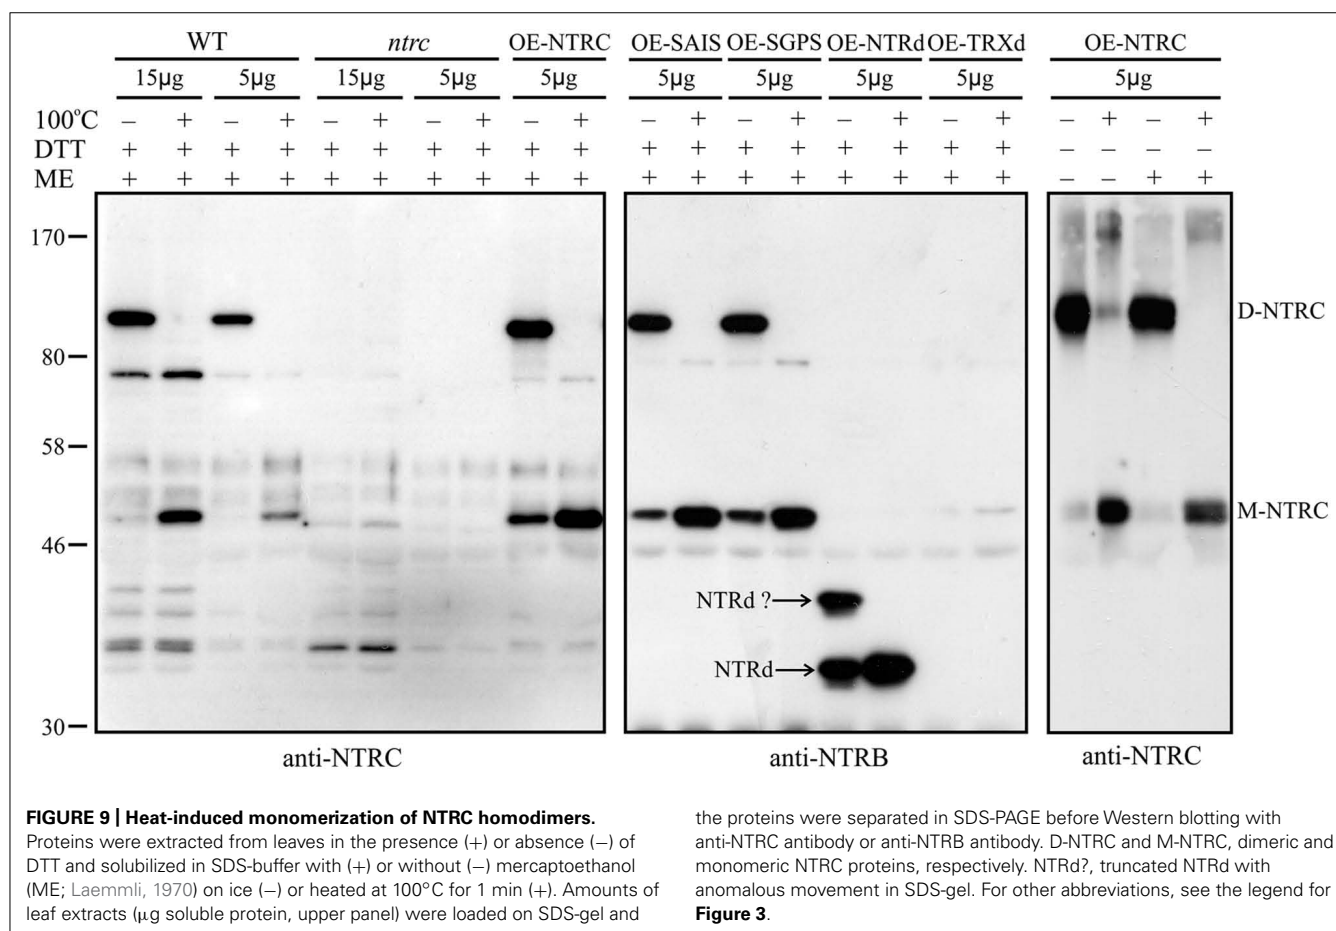 WT ntrc OE-NTRC OE-SAIS OE-SGPS OE-NTRd OE-TRXd OE-NTRC
15µg 5µg 15µg 5µg 5µg 5µg 5µg 5µg 5µg 5µg
100°C − + − + − + − + − + − + − + − + − + − + − +
DTT + + + + + + + + + + + + + + + + + + − − − −
ME + + + + + + + + + + + + + + + + + + − − + +
170
80
58
46
30
D-NTRC
M-NTRC
NTRd ?
NTRd
anti-NTRC anti-NTRB anti-NTRC
FIGURE 9 | Heat-induced monomerization of NTRC homodimers.
Proteins were extracted from leaves in the presence (+) or absence (−) of
DTT and solubilized in SDS-buffer with (+) or without (−) mercaptoethanol
(ME; Laemmli, 1970) on ice (−) or heated at 100°C for 1 min (+). Amounts of
leaf extracts (µg soluble protein, upper panel) were loaded on SDS-gel and
the proteins were separated in SDS-PAGE before Western blotting with
anti-NTRC antibody or anti-NTRB antibody. D-NTRC and M-NTRC, dimeric and
monomeric NTRC proteins, respectively. NTRd?, truncated NTRd with
anomalous movement in SDS-gel. For other abbreviations, see the legend for
Figure 3.